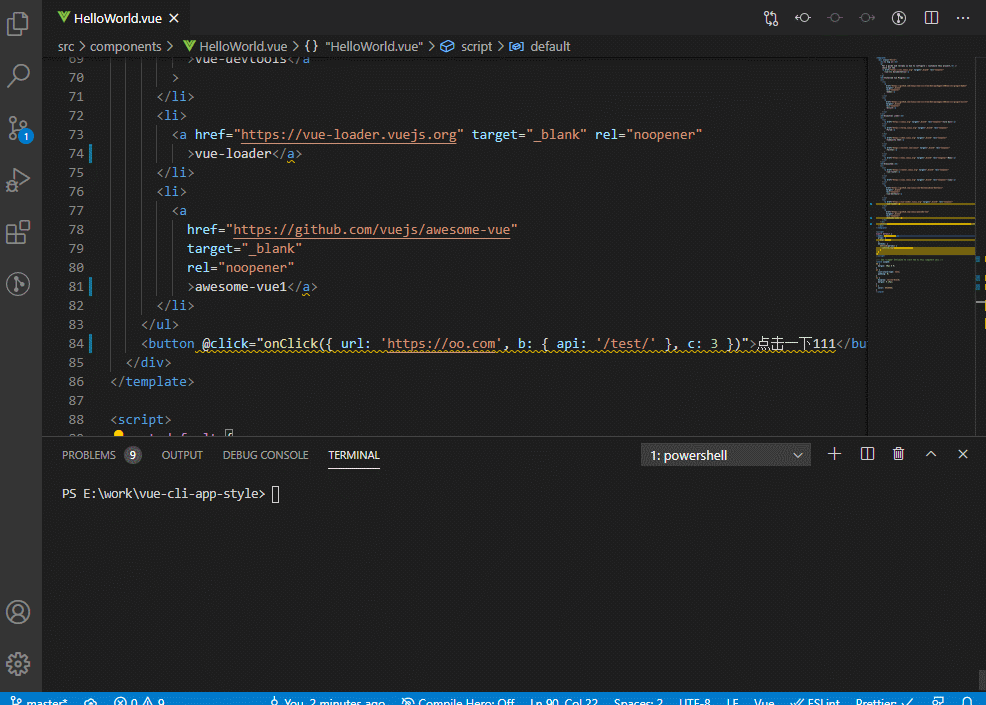 HelloWorld.vue
src > components > HelloWorld.vue > {} "HelloWorld.vue" > script > default
69 >vue-devtools</a
70 >
71 </li>
72 <li>
73 <a href="https://vue-loader.vuejs.org" target="_blank" rel="noopener"
74 >vue-loader</a>
75 </li>
76 <li>
77 <a
78 href="https://github.com/vuejs/awesome-vue"
79 target="_blank"
80 rel="noopener"
81 >awesome-vue1</a>
82 </li>
83 </ul>
84 <button @click="onClick({ url: 'https://oo.com', b: { api: '/test/' }, c: 3 })">点击一下111</bu
85 </div>
86 </template>
87
88 <script>
1
PROBLEMS 9 OUTPUT DEBUG CONSOLE TERMINAL 1: powershell
PS E:\work\vue-cli-app-style>
master* 0 9 You, 2 minutes ago Compile Hero: Off Ln 90, Col 22 Spaces: 2 UTF-8 LF Vue ESLint Prettier: ✓